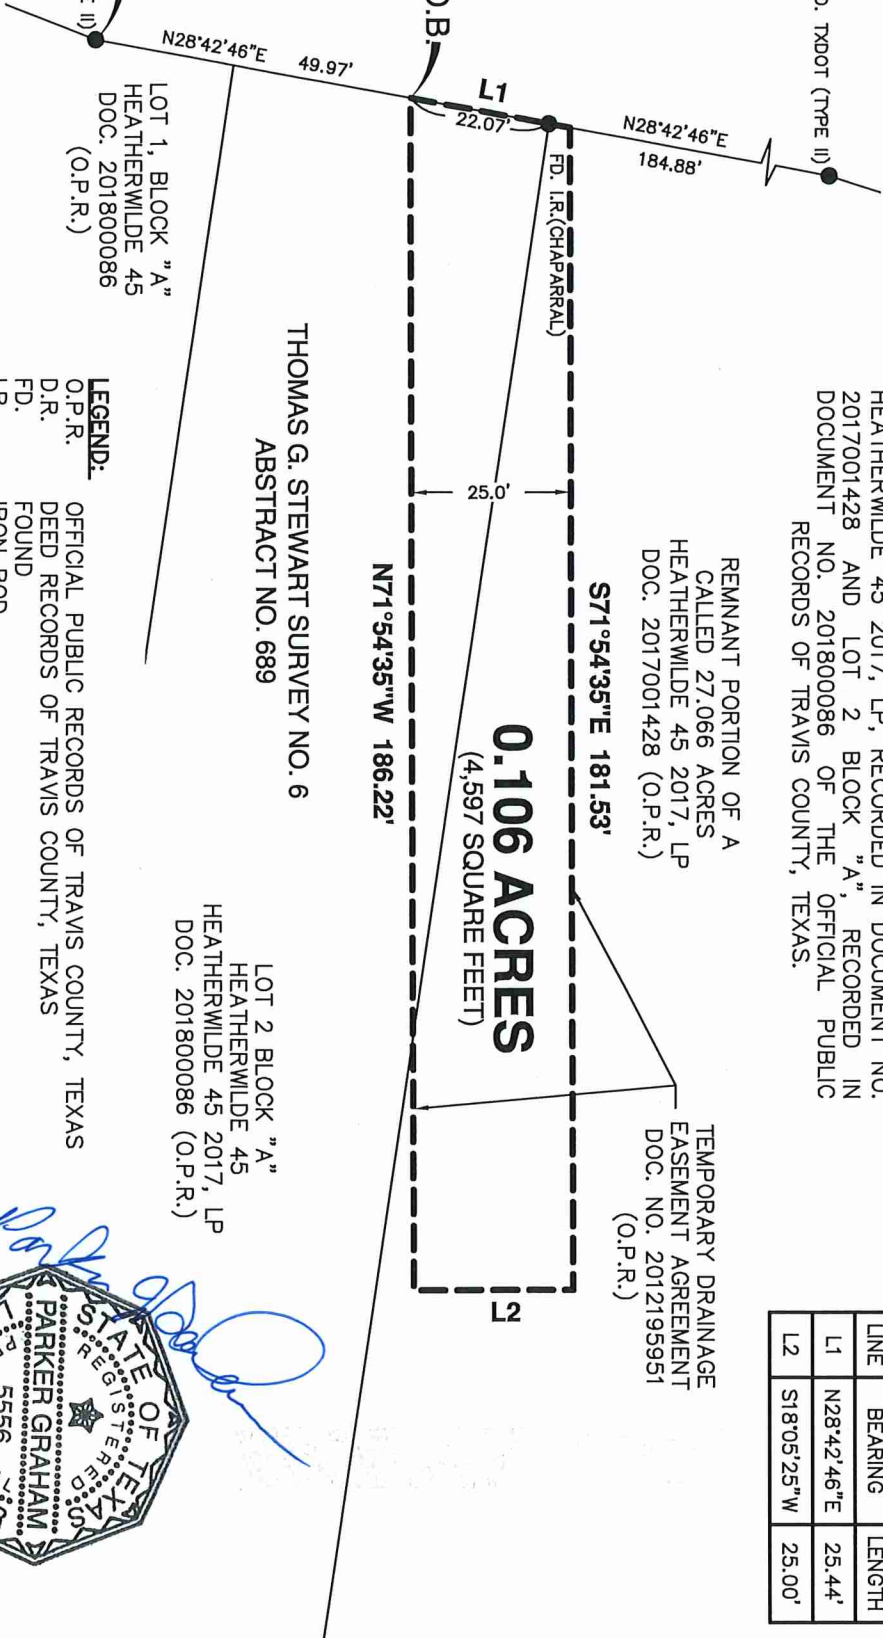 HEATHERWILDE 45 2017, LP, RECORDED IN DOCUMENT NO.
2017001428 AND LOT 2 BLOCK "A", RECORDED IN
DOCUMENT NO. 201800086 OF THE OFFICIAL PUBLIC
RECORDS OF TRAVIS COUNTY, TEXAS.
LINE BEARING LENGTH
L1 N28°42'46"E 25.44'
L2 S18°05'25"W 25.00'
TXDOT (TYPE II)
N28°42'46"E
184.88'
REMNANT PORTION OF A
CALLED 27.066 ACRES
HEATHERWILDE 45 2017, LP
DOC. 2017001428 (O.P.R.)
TEMPORARY DRAINAGE
EASEMENT AGREEMENT
DOC. NO. 2012195951
(O.P.R.)
S71°54'35"E 181.53'
FD. I.R.(CHAPARRAL)
L1
22.07'
25.0'
0.106 ACRES
(4,597 SQUARE FEET)
L2
O.B.
N71°54'35"W 186.22'
N28°42'46"E
49.97'
THOMAS G. STEWART SURVEY NO. 6
ABSTRACT NO. 689
LOT 2 BLOCK "A"
HEATHERWILDE 45
HEATHERWILDE 45 2017, LP
DOC. 201800086 (O.P.R.)
LOT 1, BLOCK "A"
HEATHERWILDE 45
DOC. 201800086
(O.P.R.)
II)
LEGEND:
O.P.R. OFFICIAL PUBLIC RECORDS OF TRAVIS COUNTY, TEXAS
D.R. DEED RECORDS OF TRAVIS COUNTY, TEXAS
FD. FOUND
I.R. IRON ROD
STATE OF TEXAS
REGISTERED
PARKER GRAHAM
5556